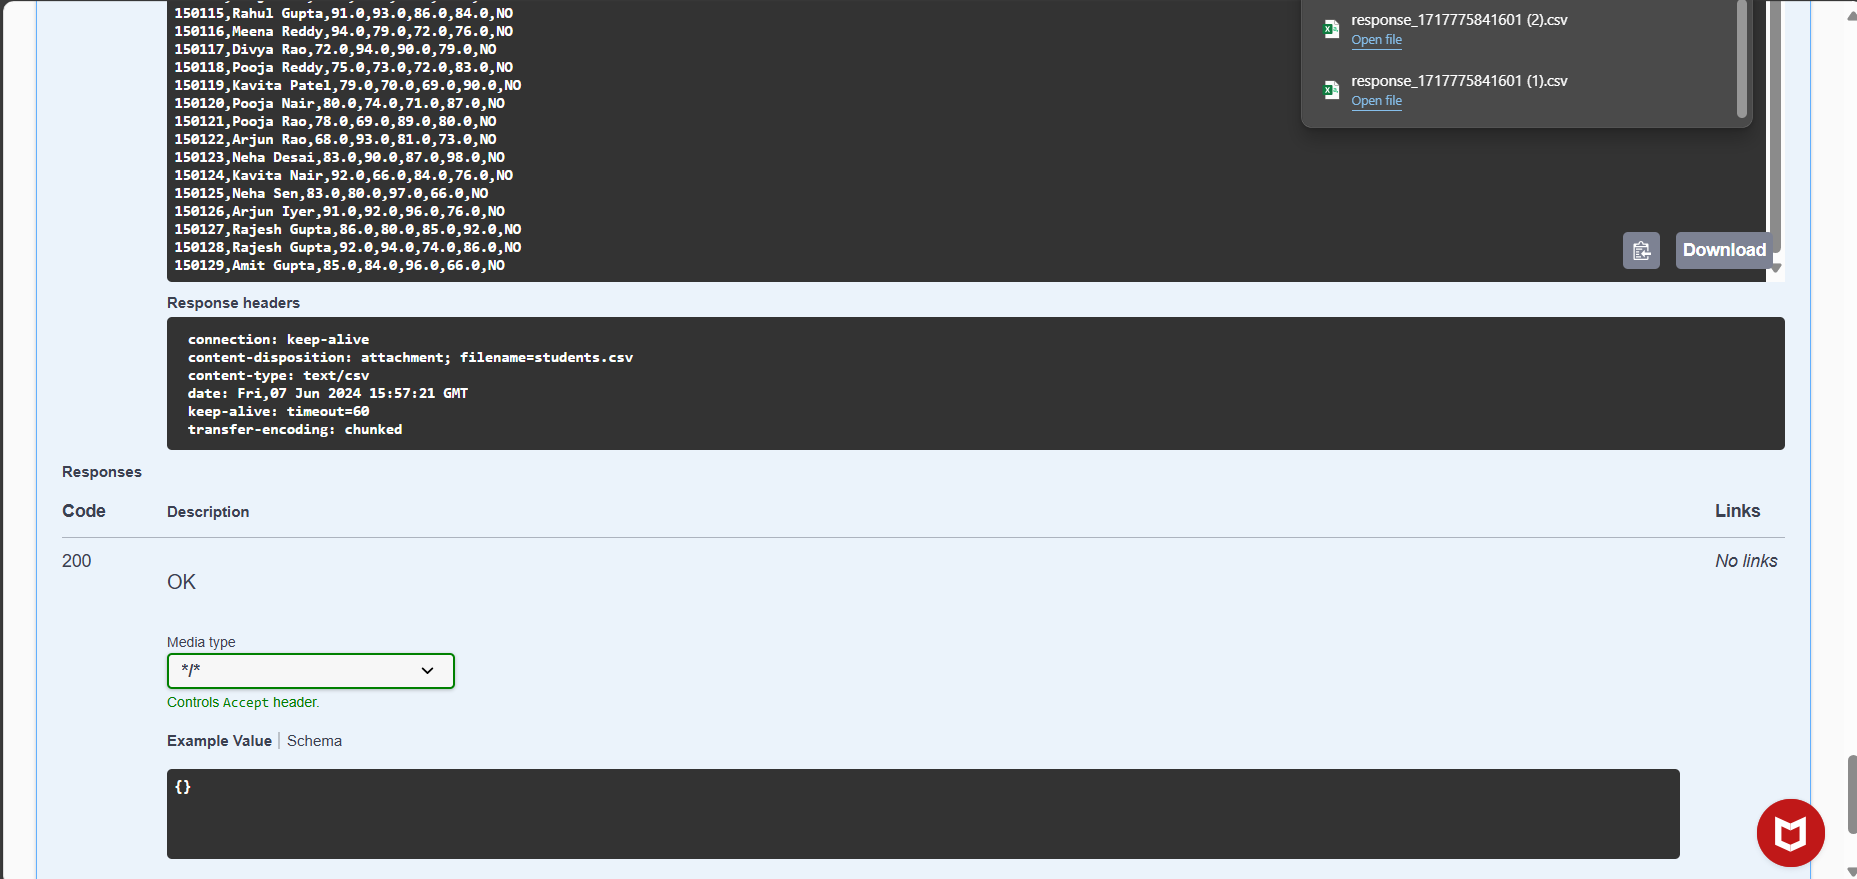 150115,Rahul Gupta,91.0,93.0,86.0,84.0,NO
150116,Meena Reddy,94.0,79.0,72.0,76.0,NO
150117,Divya Rao,72.0,94.0,90.0,79.0,NO
150118,Pooja Reddy,75.0,73.0,72.0,83.0,NO
150119,Kavita Patel,79.0,70.0,69.0,90.0,NO
150120,Pooja Nair,80.0,74.0,71.0,87.0,NO
150121,Pooja Rao,78.0,69.0,89.0,80.0,NO
150122,Arjun Rao,68.0,93.0,81.0,73.0,NO
150123,Neha Desai,83.0,90.0,87.0,98.0,NO
150124,Kavita Nair,92.0,66.0,84.0,76.0,NO
150125,Neha Sen,83.0,80.0,97.0,66.0,NO
150126,Arjun Iyer,91.0,92.0,96.0,76.0,NO
150127,Rajesh Gupta,86.0,80.0,85.0,92.0,NO
150128,Rajesh Gupta,92.0,94.0,74.0,86.0,NO
150129,Amit Gupta,85.0,84.0,96.0,66.0,NO
response_1717775841601 (2).csv
Open file
response_1717775841601 (1).csv
Open file
Download
Response headers
connection: keep-alive
content-disposition: attachment; filename=students.csv
content-type: text/csv
date: Fri,07 Jun 2024 15:57:21 GMT
keep-alive: timeout=60
transfer-encoding: chunked
Responses
Code Description Links
200 No links
OK
Media type
*/*
Controls Accept header.
Example Value Schema
{}